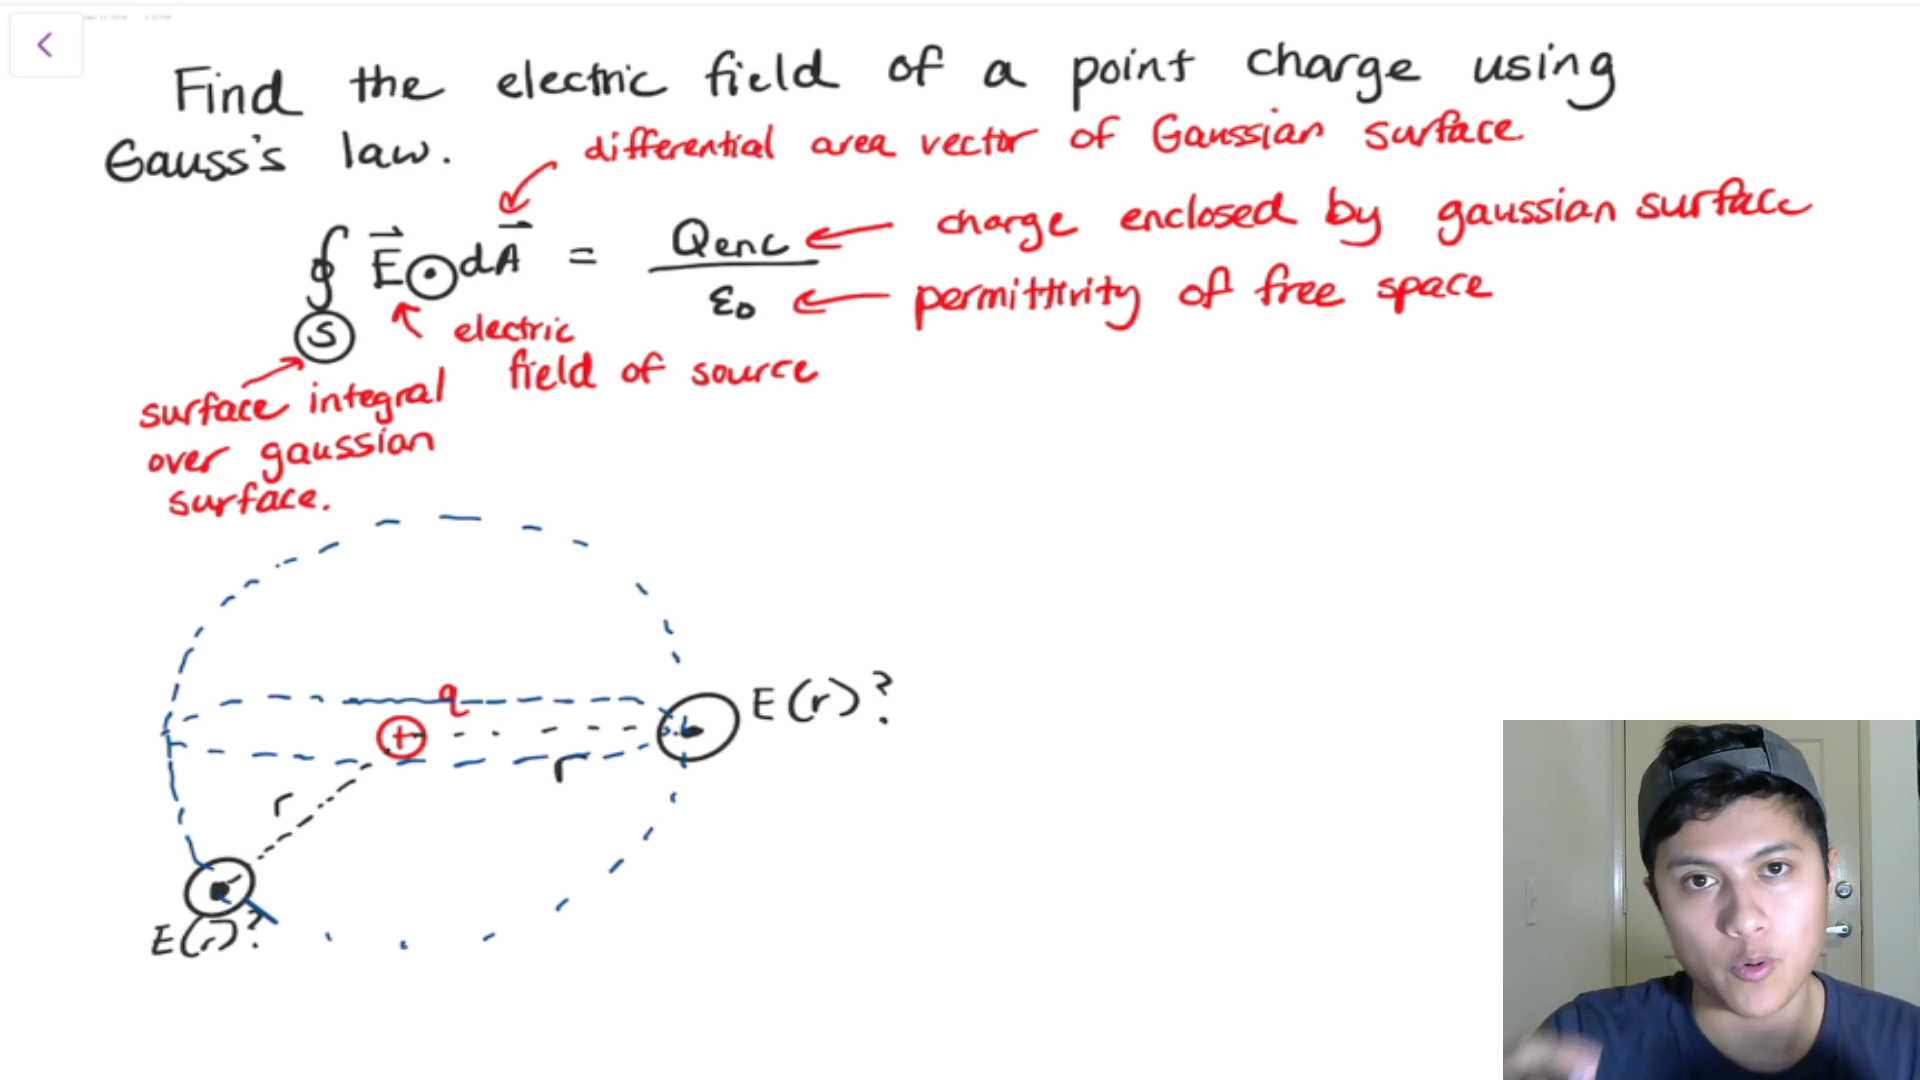 Find the electric field of a point charge using
Gauss's law.
differential area vector of Gaussian surface
∮ E⃗ ⊙ dA⃗ = Qenc / ε0
S
charge enclosed by gaussian surface
permittivity of free space
electric
field of source
surface integral
over gaussian
surface.
q
+
E(r)?
r
r
E(r)?